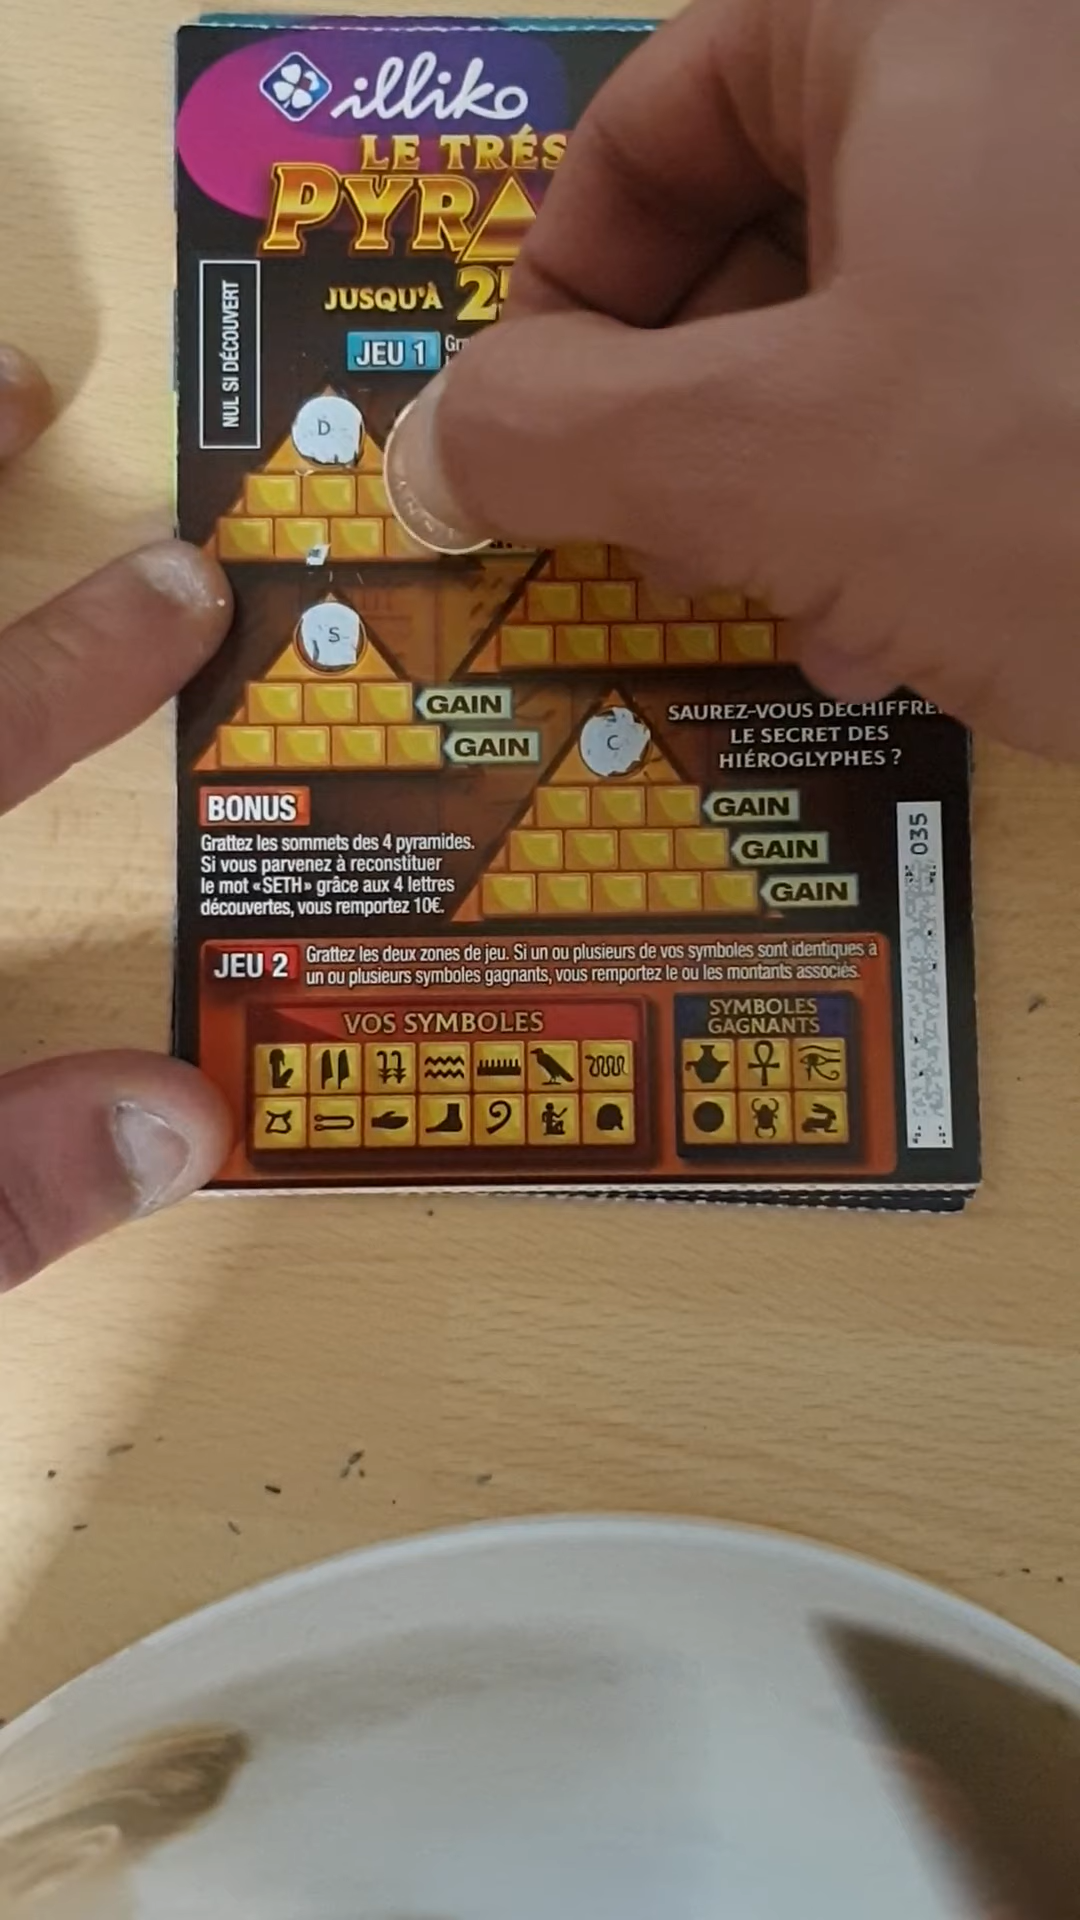 illiko
LE TRÉS
PYRA
JUSQU'À 2
NUL SI DÉCOUVERT
JEU 1
D
S
GAIN
GAIN
C
SAUREZ-VOUS DÉCHIFFRE
LE SECRET DES
HIÉROGLYPHES ?
GAIN
GAIN
GAIN
BONUS
Grattez les sommets des 4 pyramides.
Si vous parvenez à reconstituer
le mot «SETH» grâce aux 4 lettres
découvertes, vous remportez 10€.
035
JEU 2
Grattez les deux zones de jeu. Si un ou plusieurs de vos symboles sont identiques à
un ou plusieurs symboles gagnants, vous remportez le ou les montants associés.
VOS SYMBOLES
SYMBOLES
GAGNANTS